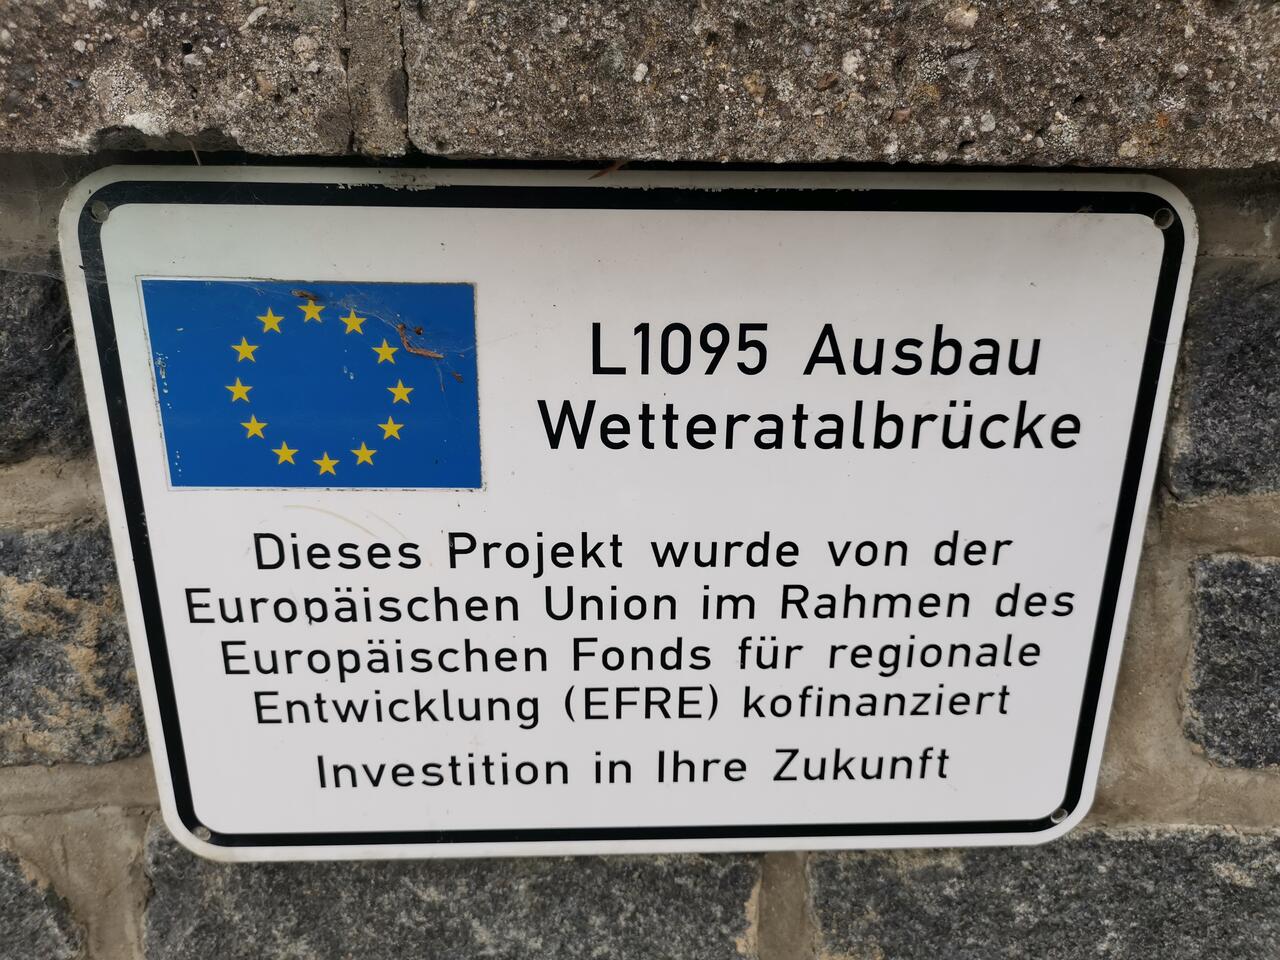 L1095 Ausbau
Wetteratalbrücke
Dieses Projekt wurde von der
Europäischen Union im Rahmen des
Europäischen Fonds für regionale
Entwicklung (EFRE) kofinanziert
Investition in Ihre Zukunft